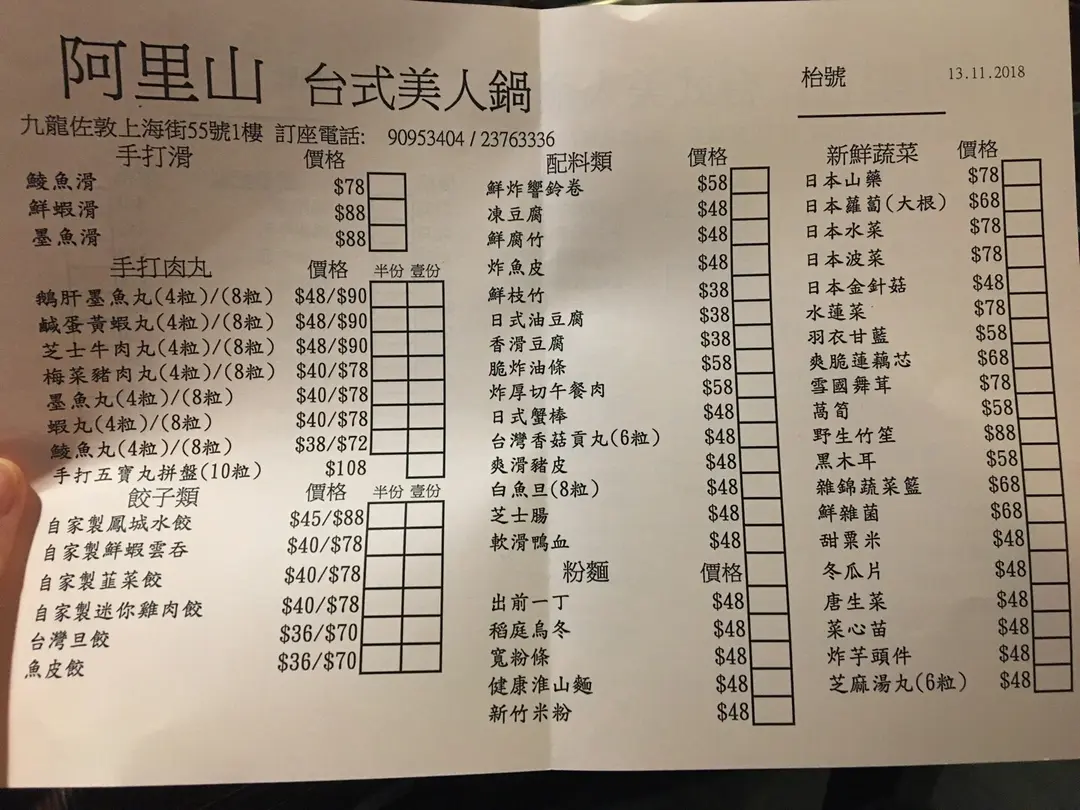 阿里山 台式美人鍋
枱號
13.11.2018
九龍佐敦上海街55號1樓 訂座電話: 90953404 / 23763336
手打滑 價格
鯪魚滑 $78
鮮蝦滑 $88
墨魚滑 $88
手打肉丸 價格 半份 壹份
鵝肝墨魚丸(4粒)/(8粒) $48/$90
鹹蛋黃蝦丸(4粒)/(8粒) $48/$90
芝士牛肉丸(4粒)/(8粒) $48/$90
梅菜豬肉丸(4粒)/(8粒) $40/$78
墨魚丸(4粒)/(8粒) $40/$78
蝦丸(4粒)/(8粒) $40/$78
鯪魚丸(4粒)/(8粒) $38/$72
手打五寶丸拼盤(10粒) $108
餃子類 價格 半份 壹份
自家製鳳城水餃 $45/$88
自家製鮮蝦雲吞 $40/$78
自家製韮菜餃 $40/$78
自家製迷你雞肉餃 $40/$78
台灣旦餃 $36/$70
魚皮餃 $36/$70
配料類 價格
鮮炸響鈴卷 $58
凍豆腐 $48
鮮腐竹 $48
炸魚皮 $48
鮮枝竹 $38
日式油豆腐 $38
香滑豆腐 $38
脆炸油條 $58
炸厚切午餐肉 $58
日式蟹棒 $48
台灣香菇貢丸(6粒) $48
爽滑豬皮 $48
白魚旦(8粒) $48
芝士腸 $48
軟滑鴨血 $48
粉麵 價格
出前一丁 $48
稻庭烏冬 $48
寬粉條 $48
健康淮山麵 $48
新竹米粉 $48
新鮮蔬菜 價格
日本山藥 $78
日本蘿蔔(大根) $68
日本水菜 $78
日本波菜 $78
日本金針菇 $48
水蓮菜 $78
羽衣甘藍 $58
爽脆蓮藕芯 $68
雪國舞茸 $78
萵筍 $58
野生竹笙 $88
黑木耳 $58
雜錦蔬菜籃 $68
鮮雜菌 $68
甜粟米 $48
冬瓜片 $48
唐生菜 $48
菜心苗 $48
炸芋頭件 $48
芝麻湯丸(6粒) $48